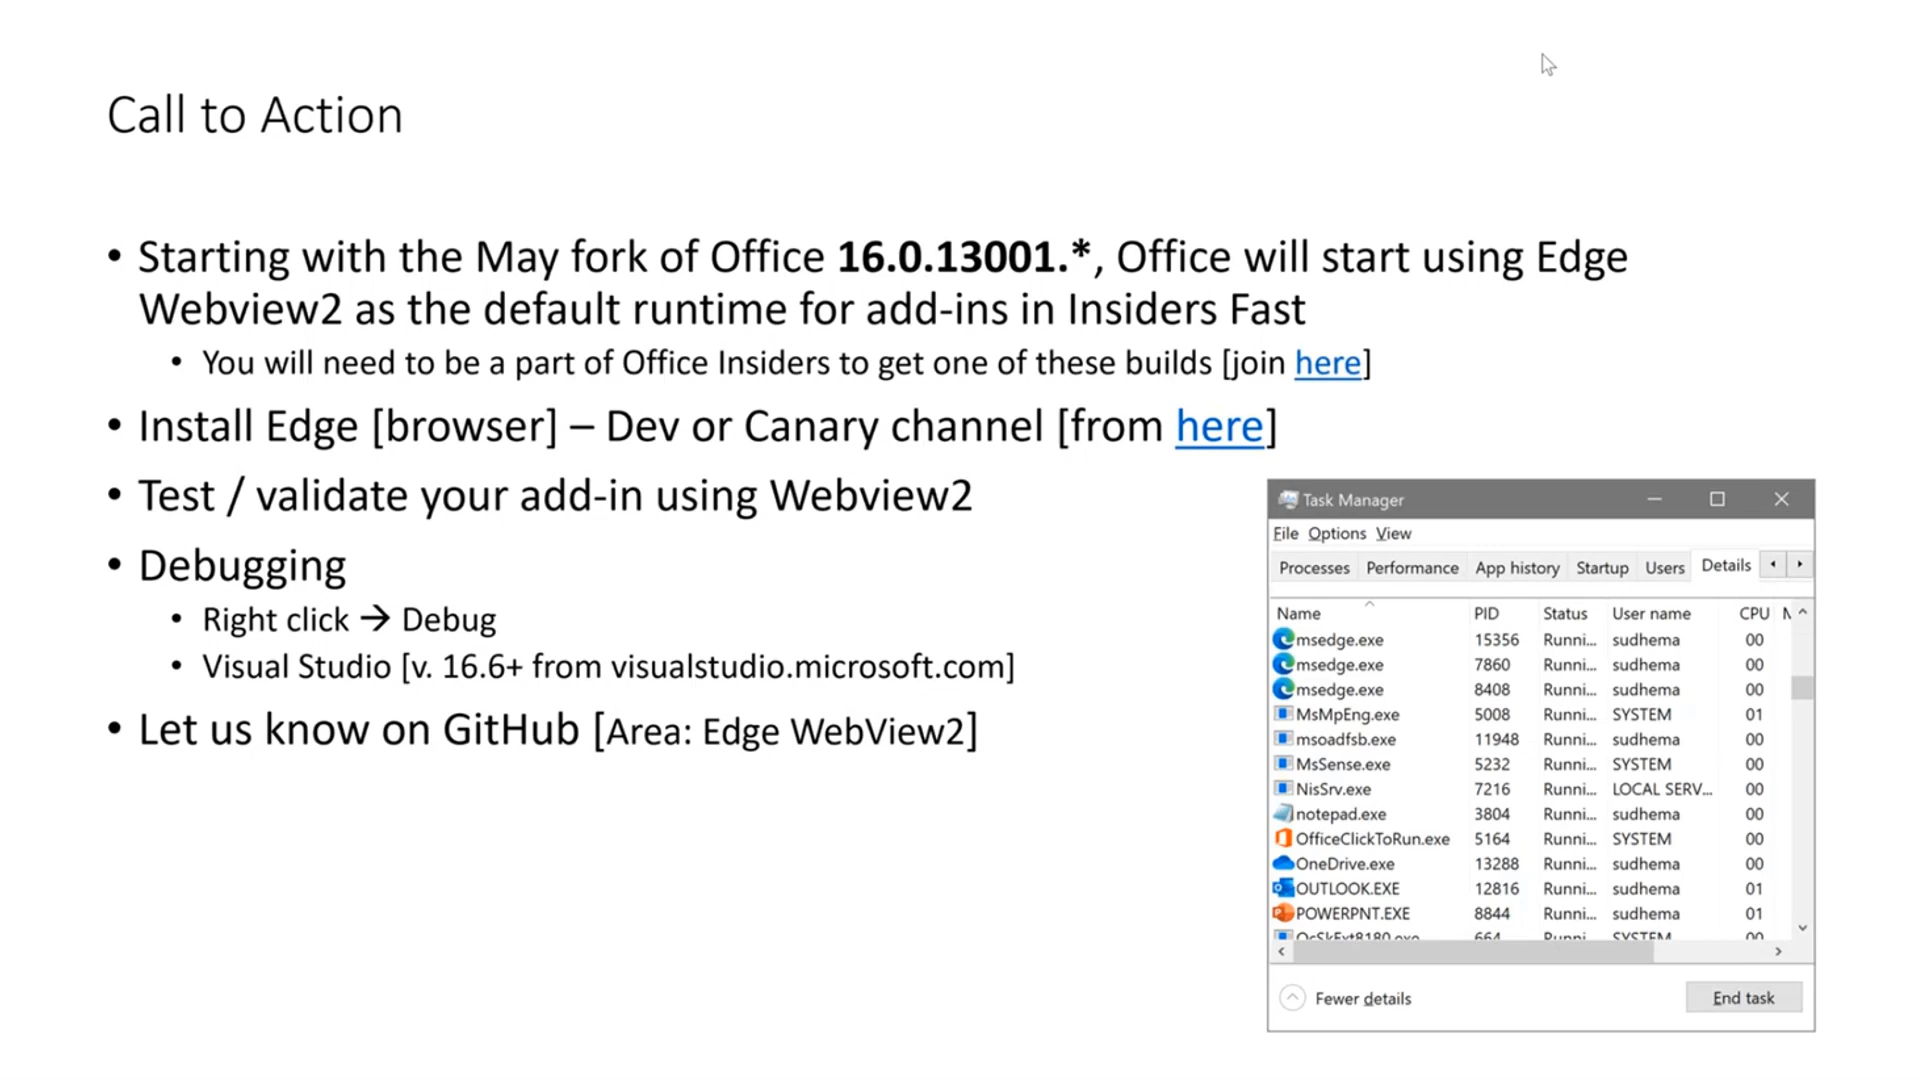 Call to Action
• Starting with the May fork of Office 16.0.13001.*, Office will start using Edge
Webview2 as the default runtime for add-ins in Insiders Fast
• You will need to be a part of Office Insiders to get one of these builds [join here]
• Install Edge [browser] – Dev or Canary channel [from here]
• Test / validate your add-in using Webview2
• Debugging
• Right click → Debug
• Visual Studio [v. 16.6+ from visualstudio.microsoft.com]
• Let us know on GitHub [Area: Edge WebView2]
Task Manager
File Options View
Processes Performance App history Startup Users Details
Name PID Status User name CPU
msedge.exe 15356 Runni... sudhema 00
msedge.exe 7860 Runni... sudhema 00
msedge.exe 8408 Runni... sudhema 00
MsMpEng.exe 5008 Runni... SYSTEM 01
msoadfsb.exe 11948 Runni... sudhema 00
MsSense.exe 5232 Runni... SYSTEM 00
NisSrv.exe 7216 Runni... LOCAL SERV... 00
notepad.exe 3804 Runni... sudhema 00
OfficeClickToRun.exe 5164 Runni... SYSTEM 00
OneDrive.exe 13288 Runni... sudhema 00
OUTLOOK.EXE 12816 Runni... sudhema 01
POWERPNT.EXE 8844 Runni... sudhema 01
664 Runni... SYSTEM 00
Fewer details
End task